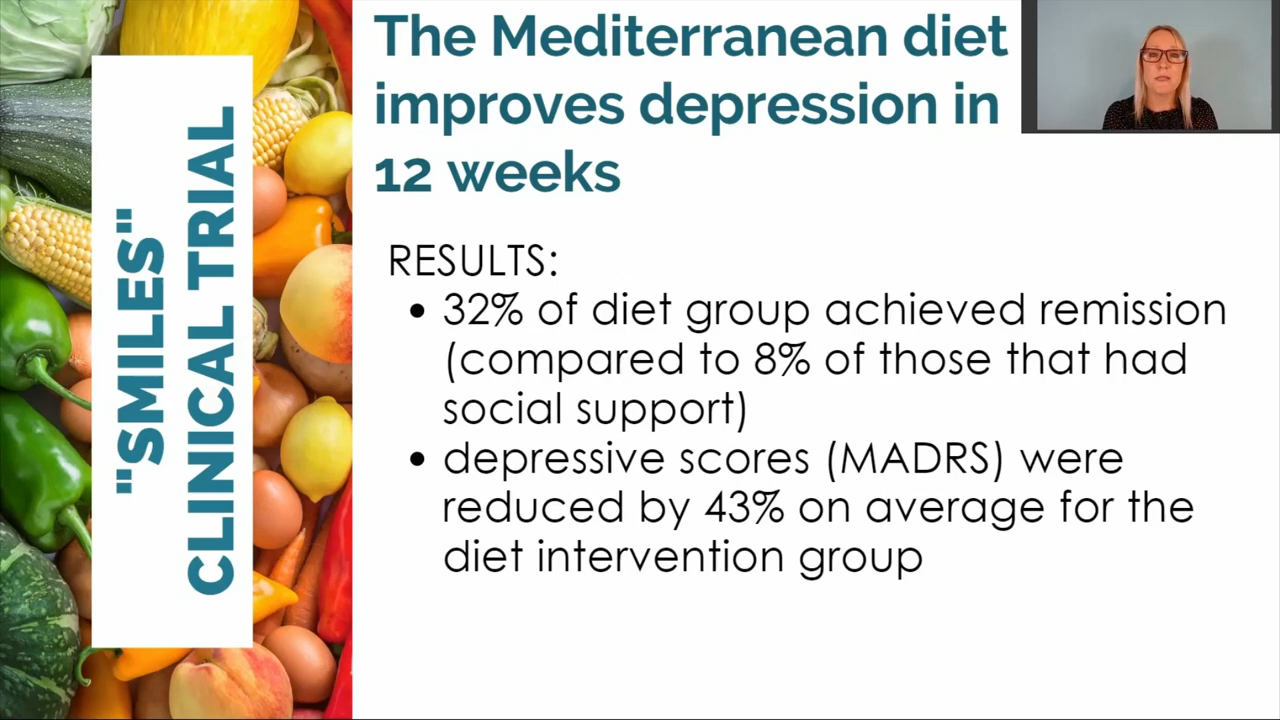 "SMILES"
CLINICAL TRIAL
The Mediterranean diet
improves depression in
12 weeks
RESULTS:
• 32% of diet group achieved remission
(compared to 8% of those that had
social support)
• depressive scores (MADRS) were
reduced by 43% on average for the
diet intervention group